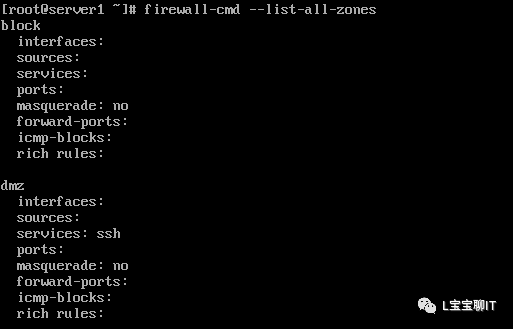 [root@server1 ~]# firewall-cmd --list-all-zones
block
  interfaces:
  sources:
  services:
  ports:
  masquerade: no
  forward-ports:
  icmp-blocks:
  rich rules:

dmz
  interfaces:
  sources:
  services: ssh
  ports:
  masquerade: no
  forward-ports:
  icmp-blocks:
  rich rules:
L宝宝聊IT